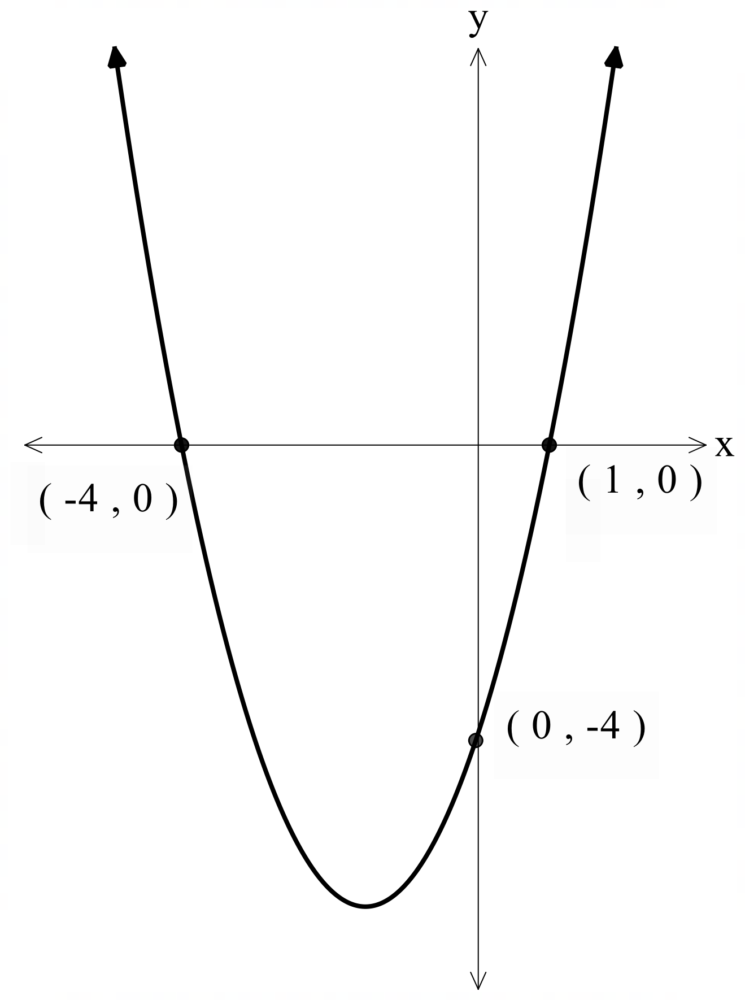 y
x
( -4 , 0 )
( 1 , 0 )
( 0 , -4 )